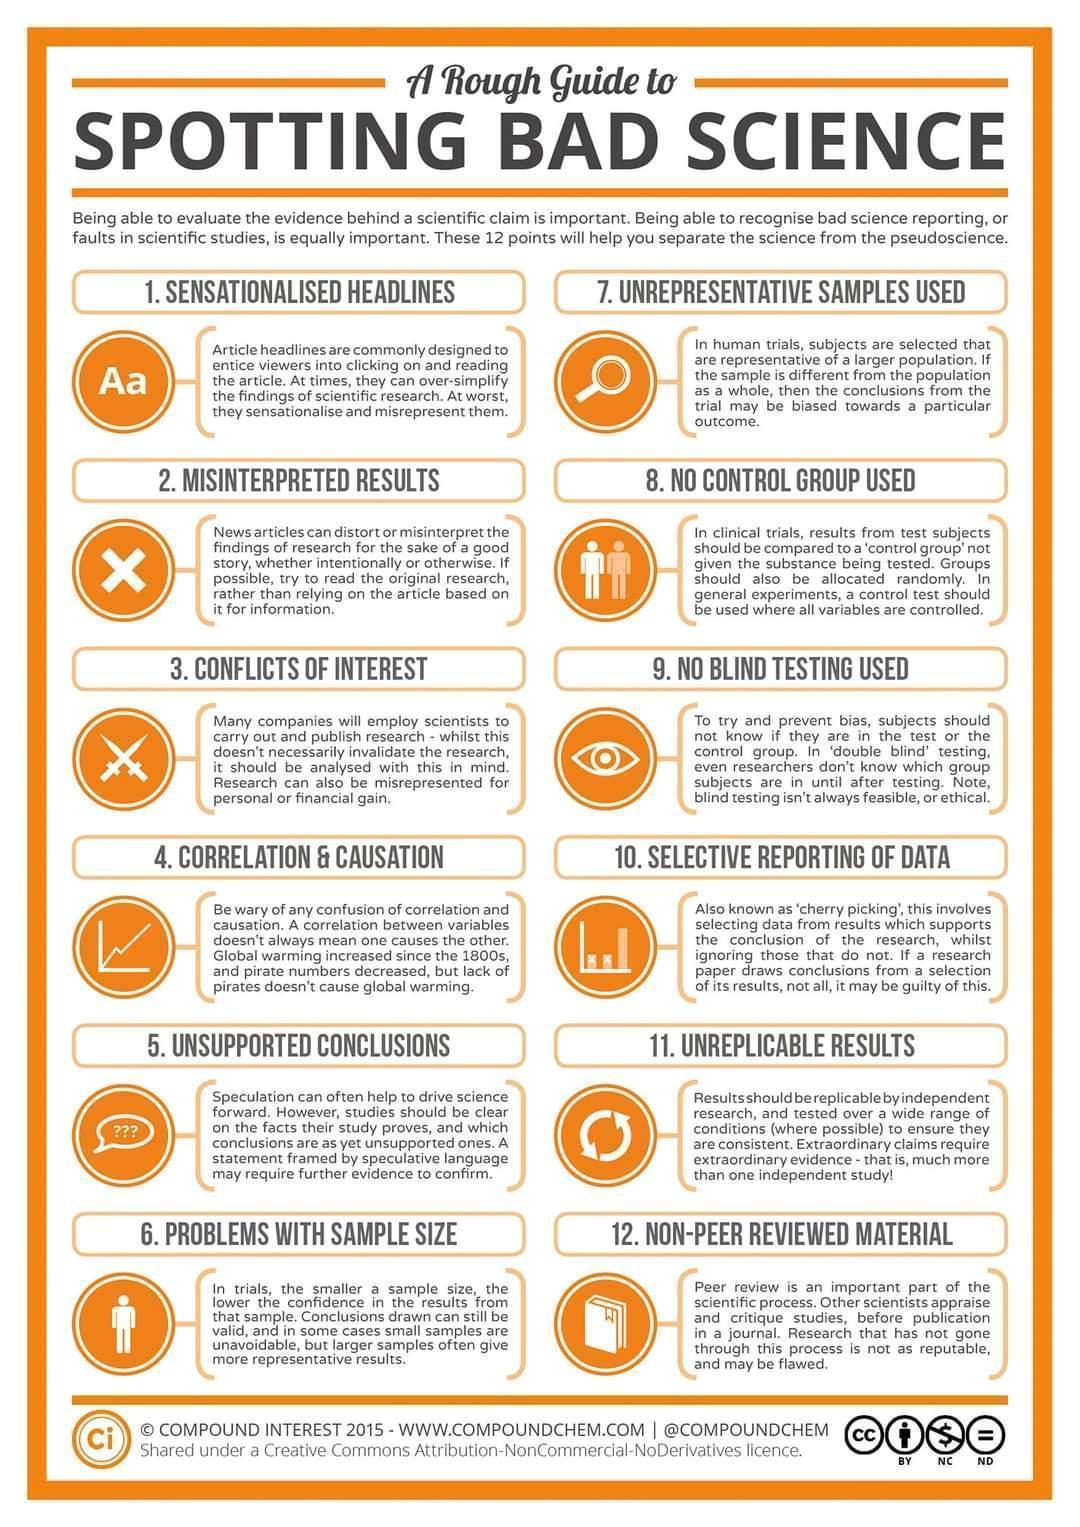 A Rough Guide to
SPOTTING BAD SCIENCE
Being able to evaluate the evidence behind a scientific claim is important. Being able to recognise bad science reporting, or
faults in scientific studies, is equally important. These 12 points will help you separate the science from the pseudoscience.
1. SENSATIONALISED HEADLINES
Aa
Article headlines are commonly designed to
entice viewers into clicking on and reading
the article. At times, they can over-simplify
the findings of scientific research. At worst,
they sensationalise and misrepresent them.
2. MISINTERPRETED RESULTS
News articles can distort or misinterpret the
findings of research for the sake of a good
story, whether intentionally or otherwise. If
possible, try to read the original research,
rather than relying on the article based on
it for information.
3. CONFLICTS OF INTEREST
Many companies will employ scientists to
carry out and publish research - whilst this
doesn't necessarily invalidate the research,
it should be analysed with this in mind.
Research can also be misrepresented for
personal or financial gain.
4. CORRELATION & CAUSATION
Be wary of any confusion of correlation and
causation. A correlation between variables
doesn't always mean one causes the other.
Global warming increased since the 1800s,
and pirate numbers decreased, but lack of
pirates doesn't cause global warming.
5. UNSUPPORTED CONCLUSIONS
???
Speculation can often help to drive science
forward. However, studies should be clear
on the facts their study proves, and which
conclusions are as yet unsupported ones. A
statement framed by speculative language
may require further evidence to confirm.
6. PROBLEMS WITH SAMPLE SIZE
In trials, the smaller a sample size, the
lower the confidence in the results from
that sample. Conclusions drawn can still be
valid, and in some cases small samples are
unavoidable, but larger samples often give
more representative results.
7. UNREPRESENTATIVE SAMPLES USED
In human trials, subjects are selected that
are representative of a larger population. If
the sample is different from the population
as a whole, then the conclusions from the
trial may be biased towards a particular
outcome.
8. NO CONTROL GROUP USED
In clinical trials, results from test subjects
should be compared to a 'control group' not
given the substance being tested. Groups
should also be allocated randomly. In
general experiments, a control test should
be used where all variables are controlled.
9. NO BLIND TESTING USED
To try and prevent bias, subjects should
not know if they are in the test or the
control group. In 'double blind' testing,
even researchers don't know which group
subjects are in until after testing. Note,
blind testing isn't always feasible, or ethical.
10. SELECTIVE REPORTING OF DATA
Also known as 'cherry picking', this involves
selecting data from results which supports
the conclusion of the research, whilst
ignoring those that do not. If a research
paper draws conclusions from a selection
of its results, not all, it may be guilty of this.
11. UNREPLICABLE RESULTS
Results should be replicable by independent
research, and tested over a wide range of
conditions (where possible) to ensure they
are consistent. Extraordinary claims require
extraordinary evidence - that is, much more
than one independent study!
12. NON-PEER REVIEWED MATERIAL
Peer review is an important part of the
scientific process. Other scientists appraise
and critique studies, before publication
in a journal. Research that has not gone
through this process is not as reputable,
and may be flawed.
Ci
© COMPOUND INTEREST 2015 - WWW.COMPOUNDCHEM.COM | @COMPOUNDCHEM
Shared under a Creative Commons Attribution-NonCommercial-NoDerivatives licence.
cc
BY NC ND